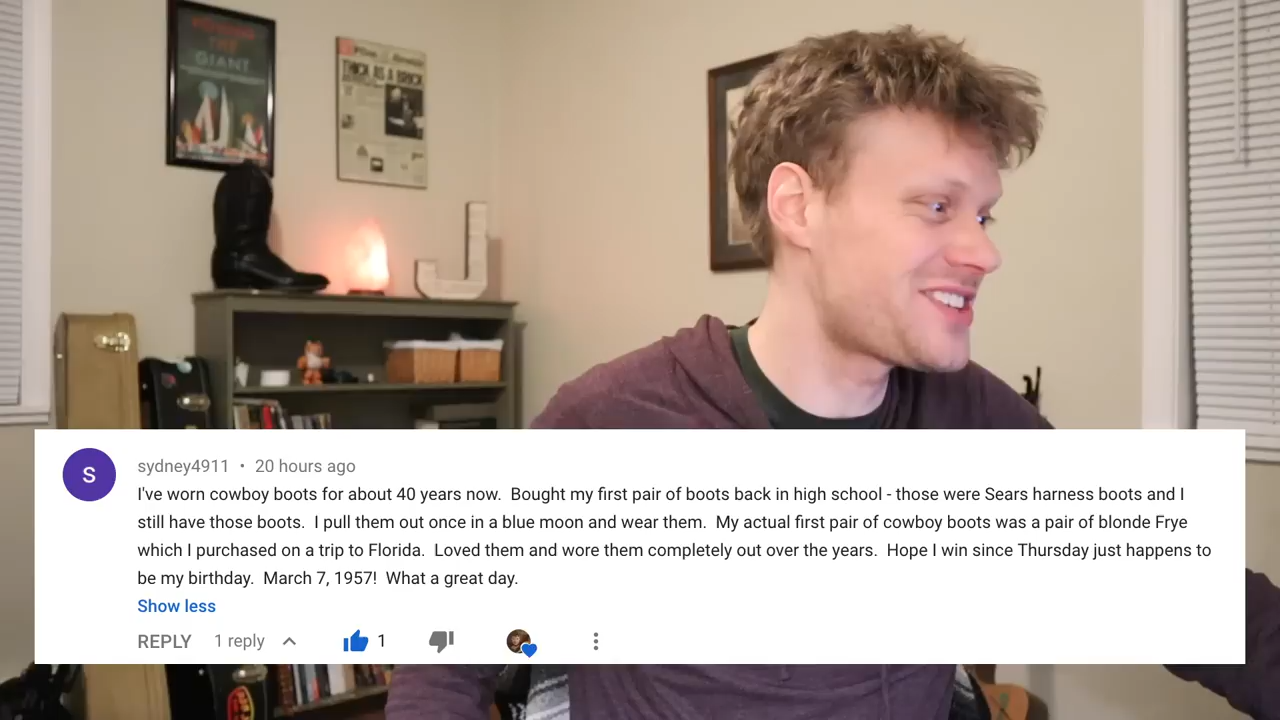 MISSING
THE
GIANT
THICK AS A BRICK
J
S
sydney4911 • 20 hours ago
I've worn cowboy boots for about 40 years now.  Bought my first pair of boots back in high school - those were Sears harness boots and I
still have those boots.  I pull them out once in a blue moon and wear them.  My actual first pair of cowboy boots was a pair of blonde Frye
which I purchased on a trip to Florida.  Loved them and wore them completely out over the years.  Hope I win since Thursday just happens to
be my birthday.  March 7, 1957!  What a great day.
Show less
REPLY 1 reply 1